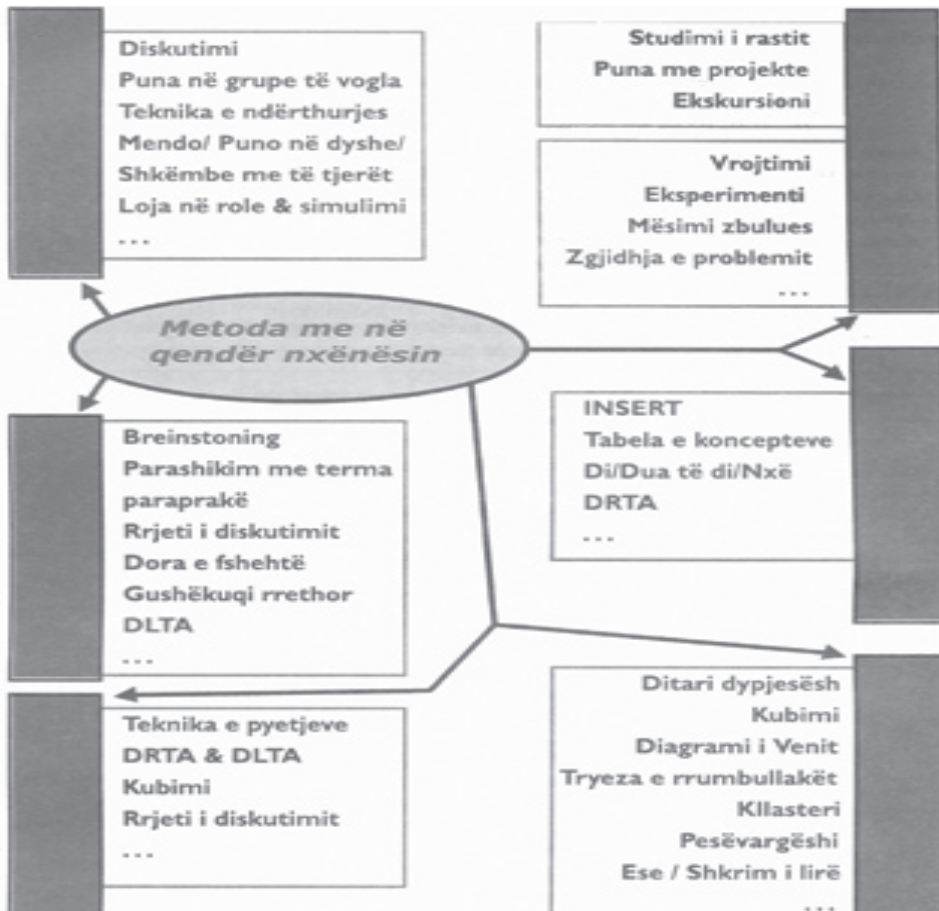 Diskutimi
Puna në grupe të vogla
Teknika e ndërthurjes
Mendo/ Puno në dyshe/
Shkëmbe me të tjerët
Loja në role & simulimi
...
Studimi i rastit
Puna me projekte
Ekskursioni
Vrojtimi
Eksperimenti
Mësimi zbulues
Zgjidhja e problemit
...
Metoda me në
qendër nxënësin
Breinstoning
Parashikim me terma
paraprakë
Rrjeti i diskutimit
Dora e fshehtë
Gushëkuqi rrethor
DLTA
...
INSERT
Tabela e koncepteve
Di/Dua të di/Nxë
DRTA
...
Teknika e pyetjeve
DRTA & DLTA
Kubimi
Rrjeti i diskutimit
...
Ditari dypjesësh
Kubimi
Diagrami i Venit
Tryeza e rrumbullakët
Kllasteri
Pesëvargëshi
Ese / Shkrim i lirë
...